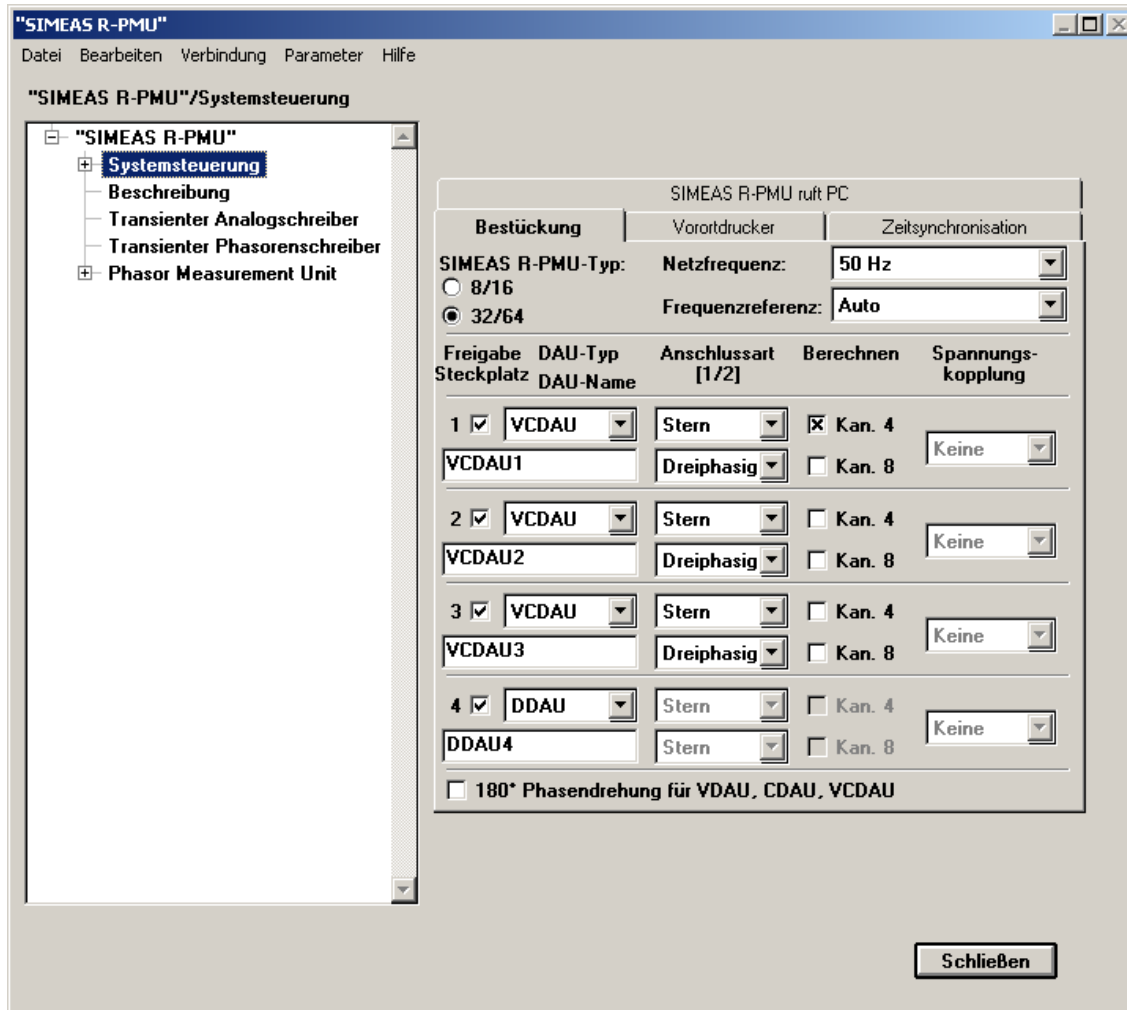 "SIMEAS R-PMU"
Datei Bearbeiten Verbindung Parameter Hilfe
"SIMEAS R-PMU"/Systemsteuerung
"SIMEAS R-PMU"
Systemsteuerung
Beschreibung
Transienter Analogschreiber
Transienter Phasorenschreiber
Phasor Measurement Unit
SIMEAS R-PMU ruft PC
Bestückung Vorortdrucker Zeitsynchronisation
SIMEAS R-PMU-Typ: Netzfrequenz: 50 Hz
8/16
32/64 Frequenzreferenz: Auto
Freigabe DAU-Typ Anschlussart Berechnen Spannungs-
Steckplatz DAU-Name [1/2] kopplung
1 VCDAU Stern Kan. 4
Keine
VCDAU1 Dreiphasig Kan. 8
2 VCDAU Stern Kan. 4
Keine
VCDAU2 Dreiphasig Kan. 8
3 VCDAU Stern Kan. 4
Keine
VCDAU3 Dreiphasig Kan. 8
4 DDAU Stern Kan. 4
Keine
DDAU4 Stern Kan. 8
180° Phasendrehung für VDAU, CDAU, VCDAU
Schließen